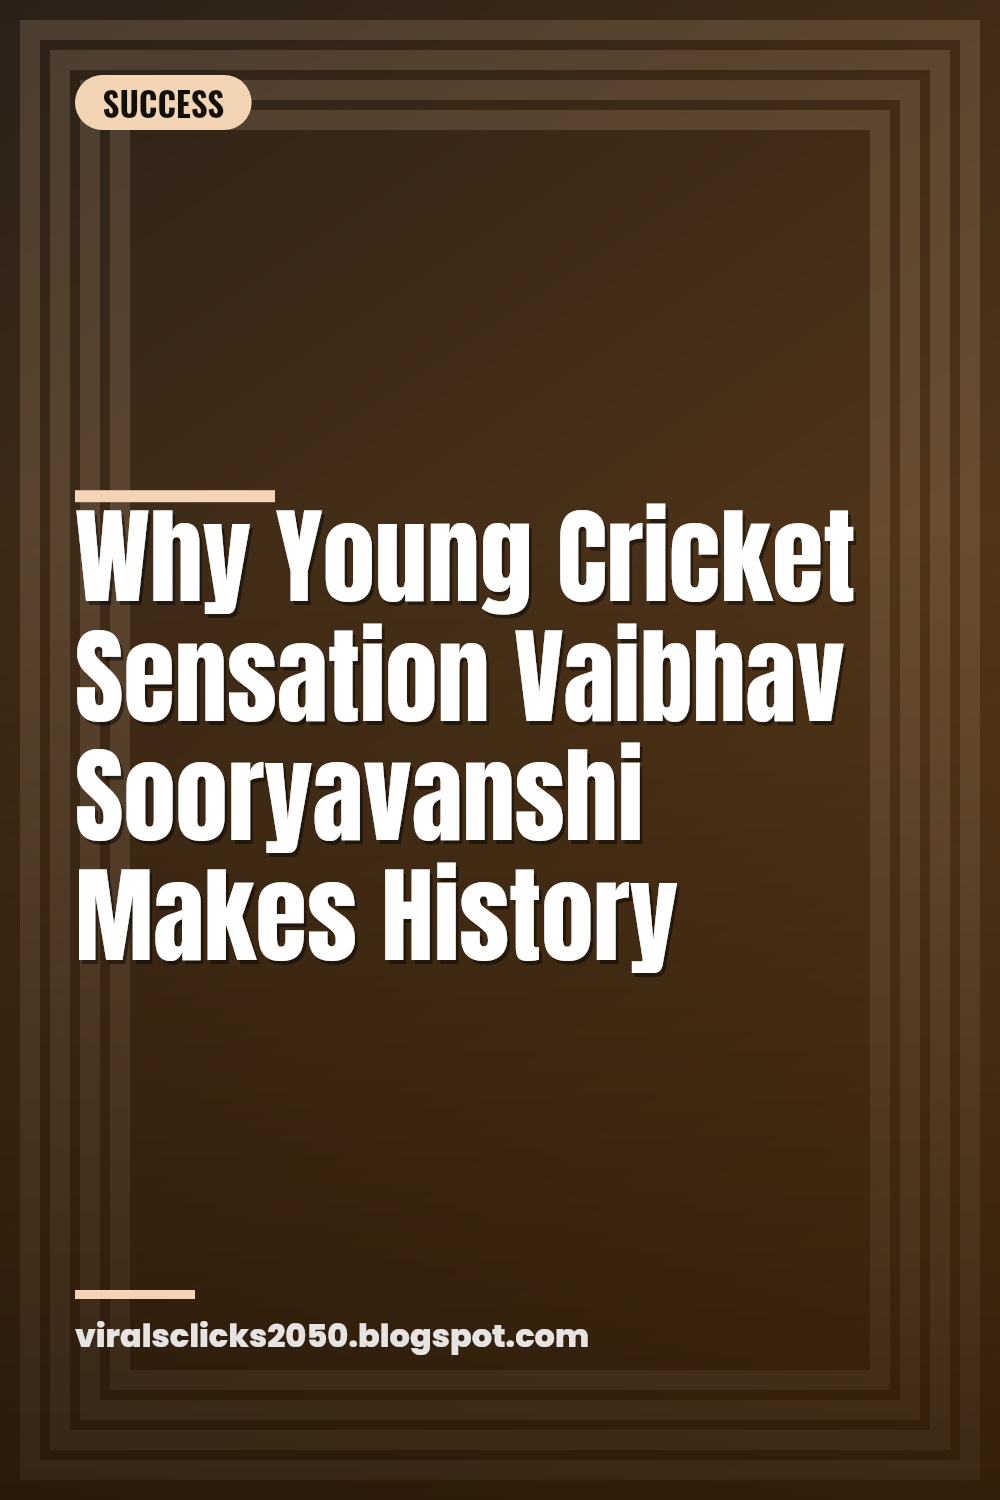 SUCCESS
Why Young Cricket
Sensation Vaibhav
Sooryavanshi
Makes History
viralsclicks2050.blogspot.com